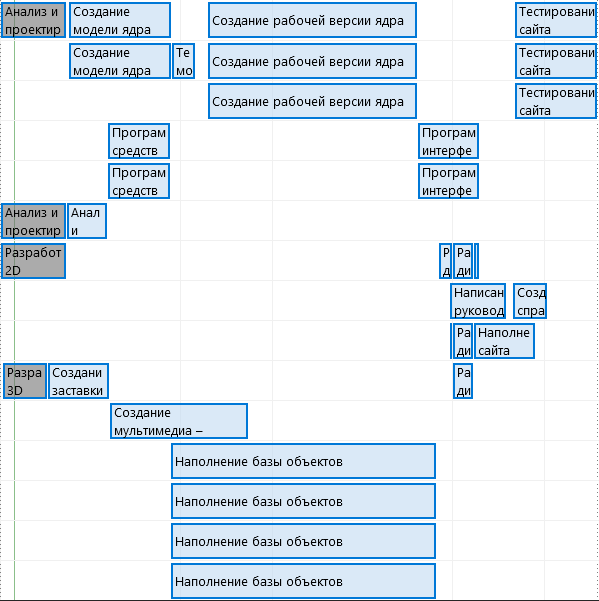 Анализ и
проектир
Создание
модели ядра
Создание рабочей версии ядра
Тестировани
сайта
Создание
модели ядра
Те
мо
Создание рабочей версии ядра
Тестировани
сайта
Создание рабочей версии ядра
Тестировани
сайта
Програм
средств
Програм
интерфе
Програм
средств
Програм
интерфе
Анализ и
проектир
Анал
и
Разработ
2D
Р
д
Ра
ди
Написан
руковод
Созд
спра
Ра
ди
Наполне
сайта
Разра
3D
Создани
заставки
Ра
ди
Создание
мультимедиа –
Наполнение базы объектов
Наполнение базы объектов
Наполнение базы объектов
Наполнение базы объектов